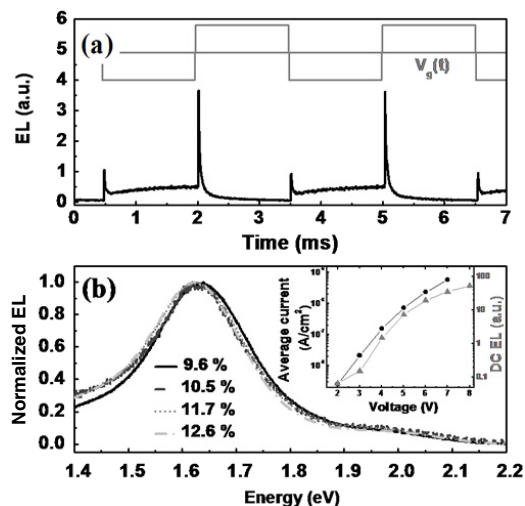 (a)
EL (a.u.)
6
5
4
3
2
1
0
V_g(t)
0 1 2 3 4 5 6 7
Time (ms)
(b)
Normalized EL
1.0
0.8
0.6
0.4
0.2
0.0
9.6 %
10.5 %
11.7 %
12.6 %
1.4 1.5 1.6 1.7 1.8 1.9 2.0 2.1 2.2
Energy (eV)
Average current
(A/cm²)
DC EL (a.u.)
100
10
1
0.1
2 3 4 5 6 7 8
Voltage (V)